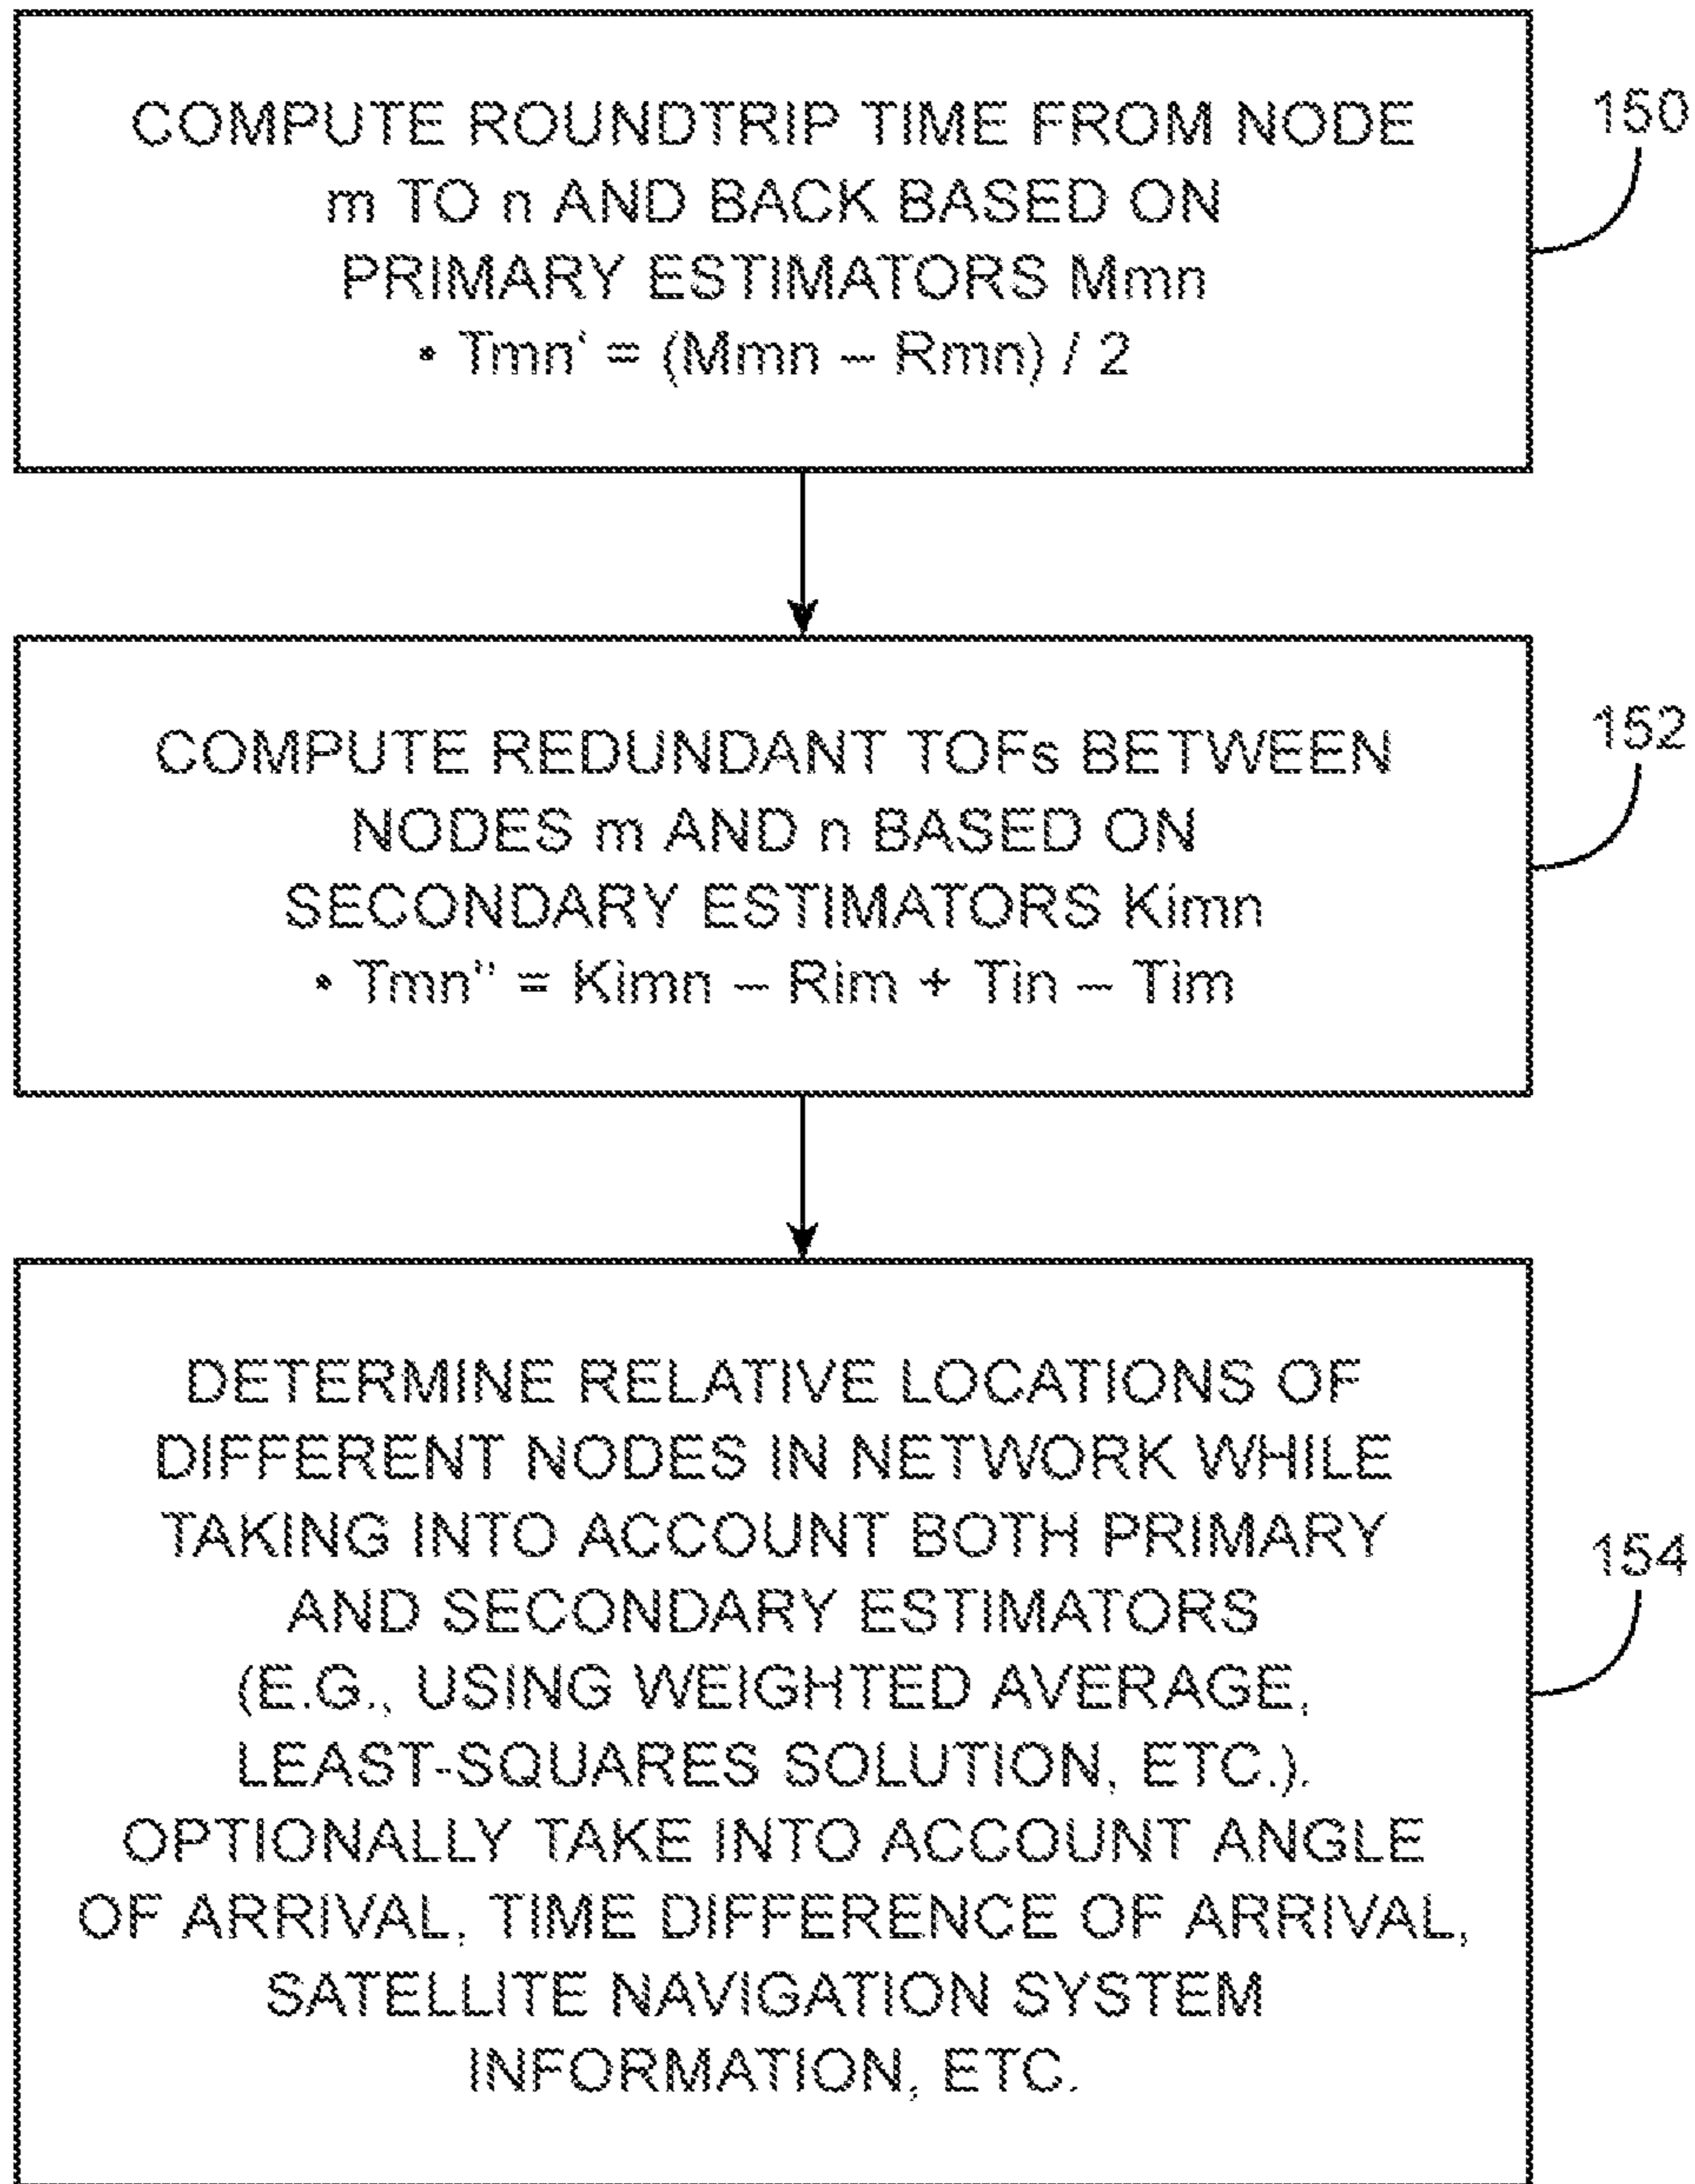 COMPUTE ROUNDTRIP TIME FROM NODE
m TO n AND BACK BASED ON
PRIMARY ESTIMATORS Mmn
• Tmn' = (Mmn – Rmn) / 2
150
COMPUTE REDUNDANT TOFs BETWEEN
NODES m AND n BASED ON
SECONDARY ESTIMATORS Kimn
• Tmn" = Kimn – Rim + Tin – Tim
152
DETERMINE RELATIVE LOCATIONS OF
DIFFERENT NODES IN NETWORK WHILE
TAKING INTO ACCOUNT BOTH PRIMARY
AND SECONDARY ESTIMATORS
(E.G., USING WEIGHTED AVERAGE,
LEAST-SQUARES SOLUTION, ETC.).
OPTIONALLY TAKE INTO ACCOUNT ANGLE
OF ARRIVAL, TIME DIFFERENCE OF ARRIVAL,
SATELLITE NAVIGATION SYSTEM
INFORMATION, ETC.
154